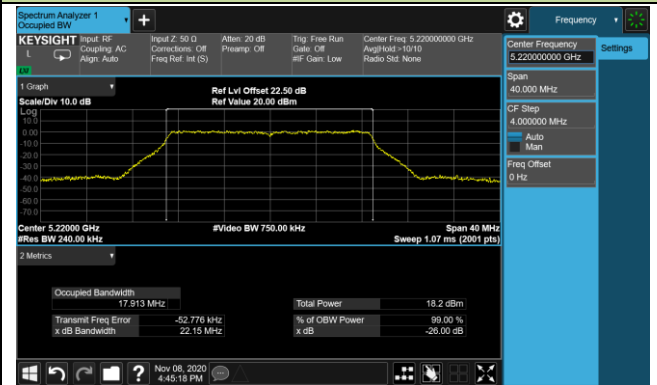 Spectrum Analyzer 1
Occupied BW
+
Frequency
KEYSIGHT
L
LXI
Input: RF
Coupling: AC
Align: Auto
Input Z: 50 Ω
Corrections: Off
Freq Ref: Int (S)
Atten: 20 dB
Preamp: Off
Trig: Free Run
Gate: Off
#IF Gain: Low
Center Freq: 5.220000000 GHz
Avg|Hold:>10/10
Radio Std: None
Center Frequency
5.220000000 GHz
Settings
Span
40.000 MHz
CF Step
4.000000 MHz
Auto
Man
Freq Offset
0 Hz
1 Graph
Scale/Div 10.0 dB
Ref Lvl Offset 22.50 dB
Ref Value 20.00 dBm
Log
10.0
0.00
-10.0
-20.0
-30.0
-40.0
-50.0
-60.0
-70.0
Center 5.22000 GHz
#Res BW 240.00 kHz
#Video BW 750.00 kHz
Span 40 MHz
Sweep 1.07 ms (2001 pts)
2 Metrics
Occupied Bandwidth
17.913 MHz
Total Power 18.2 dBm
Transmit Freq Error -52.776 kHz
% of OBW Power 99.00 %
x dB Bandwidth 22.15 MHz
x dB -26.00 dB
?
Nov 08, 2020
4:45:18 PM